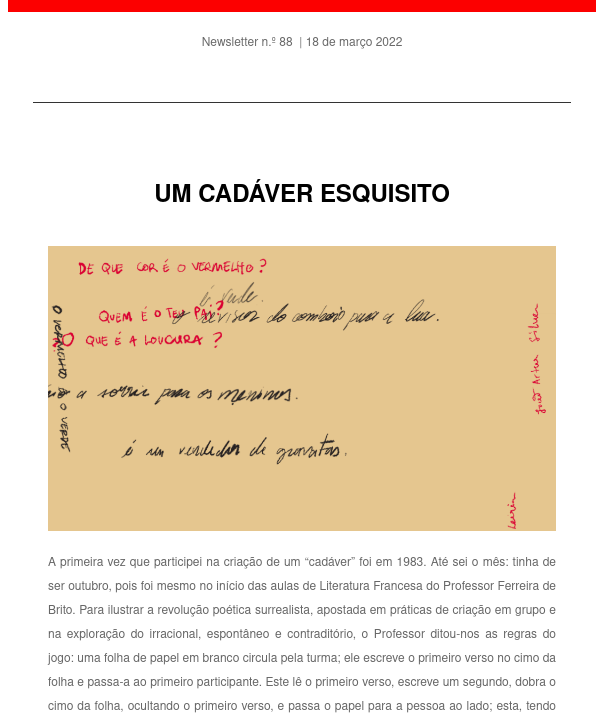 Newsletter n.º 88 | 18 de março 2022
UM CADÁVER ESQUISITO
DE QUE COR É O VERMELHO?
é verde.
QUEM É O TEU PAI?
o revisor do comboio para a lua.
O QUE É A LOUCURA?
a sorrir para os meninos.
é um vendedor de gravatas.
O VERMELHO É O VERDE
João Artur Silva
A primeira vez que participei na criação de um “cadáver” foi em 1983. Até sei o mês: tinha de
ser outubro, pois foi mesmo no início das aulas de Literatura Francesa do Professor Ferreira de
Brito. Para ilustrar a revolução poética surrealista, apostada em práticas de criação em grupo e
na exploração do irracional, espontâneo e contraditório, o Professor ditou-nos as regras do
jogo: uma folha de papel em branco circula pela turma; ele escreve o primeiro verso no cimo da
folha e passa-a ao primeiro participante. Este lê o primeiro verso, escreve um segundo, dobra o
cimo da folha, ocultando o primeiro verso, e passa o papel para a pessoa ao lado; esta, tendo